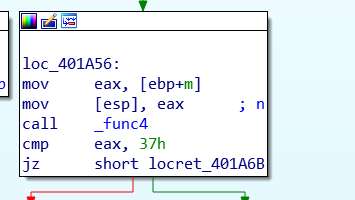 loc_401A56:
mov eax, [ebp+m]
mov [esp], eax ; n
call _func4
cmp eax, 37h
jz short locret_401A6B